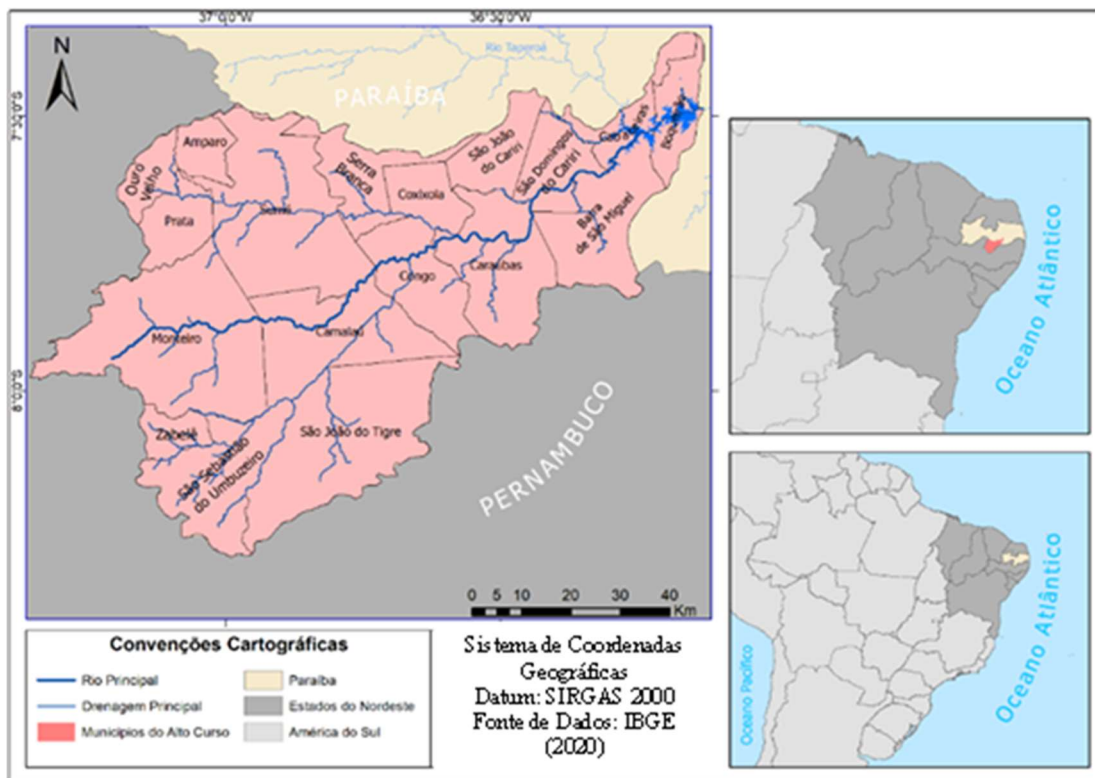 37°0'0"W
36°30'0"W
N
Rio Taperoá
PARAÍBA
7°30'0"S
Amparo
Ouro
Velho
Prata
Sumé
Serra
Branca
Coxixola
São João
do Cariri
São Domingos
do Cariri
Barra
de São Miguel
Caraúbas
Congo
Monteiro
Camalaú
8°0'0"S
Zabelê
São Sebastião
do Umbuzeiro
São João do Tigre
PERNAMBUCO
0 5 10 20 30 40
Km
Oceano Atlântico
Oceano Atlântico
Oceano Pacífico
Convenções Cartográficas
Rio Principal
Drenagem Principal
Municípios do Alto Curso
Paraíba
Estados do Nordeste
América do Sul
Sistema de Coordenadas
Geográficas
Datum: SIRGAS 2000
Fonte de Dados: IBGE
(2020)